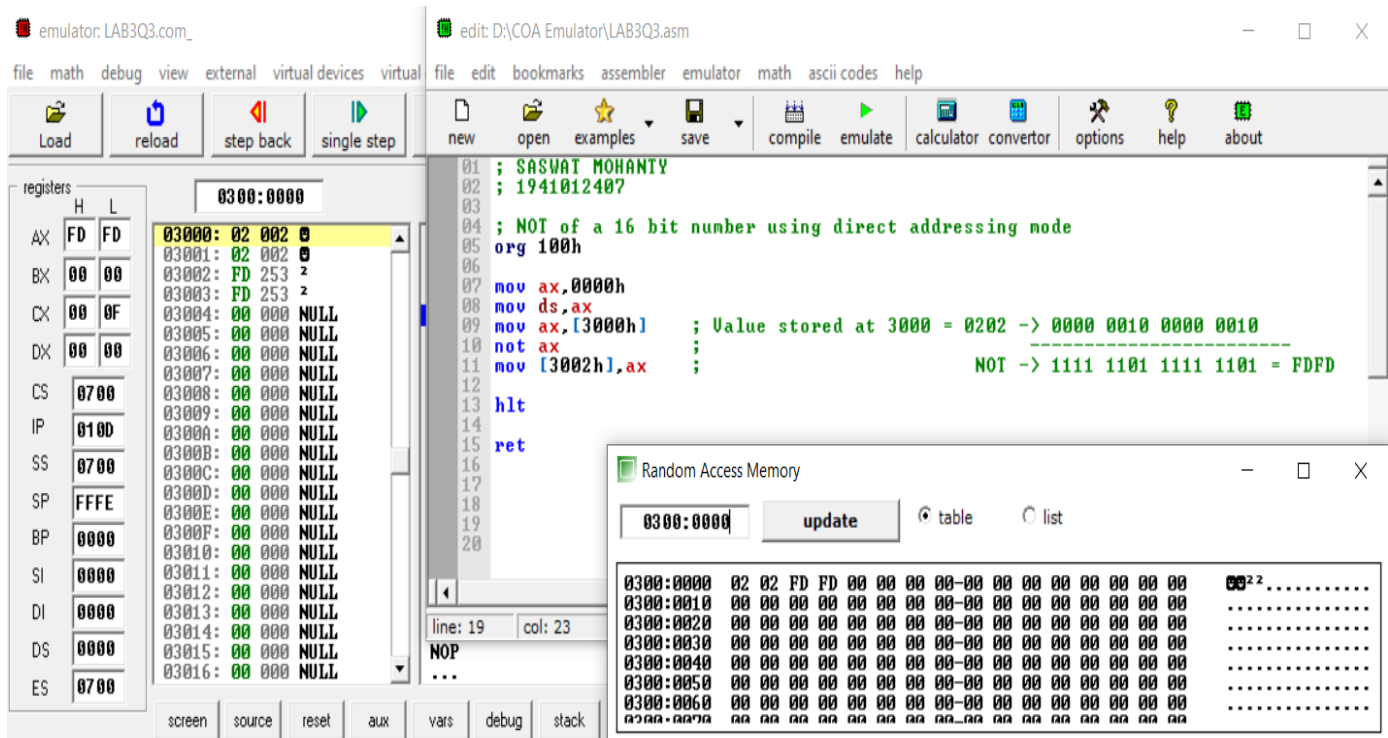 emulator: LAB3Q3.com_
file math debug view external virtual devices virtual
Load reload step back single step
registers
H L
0300:0000
AX FD FD
BX 00 00
CX 00 0F
DX 00 00
CS 0700
IP 010D
SS 0700
SP FFFE
BP 0000
SI 0000
DI 0000
DS 0000
ES 0700
03000: 02 002
03001: 02 002
03002: FD 253 ²
03003: FD 253 ²
03004: 00 000 NULL
03005: 00 000 NULL
03006: 00 000 NULL
03007: 00 000 NULL
03008: 00 000 NULL
03009: 00 000 NULL
0300A: 00 000 NULL
0300B: 00 000 NULL
0300C: 00 000 NULL
0300D: 00 000 NULL
0300E: 00 000 NULL
0300F: 00 000 NULL
03010: 00 000 NULL
03011: 00 000 NULL
03012: 00 000 NULL
03013: 00 000 NULL
03014: 00 000 NULL
03015: 00 000 NULL
03016: 00 000 NULL
NOP
...
screen source reset aux vars debug stack
edit: D:\COA Emulator\LAB3Q3.asm
file edit bookmarks assembler emulator math ascii codes help
new open examples save compile emulate calculator convertor options help about
01 ; SASWAT MOHANTY
02 ; 1941012407
03
04 ; NOT of a 16 bit number using direct addressing mode
05 org 100h
06
07 mov ax,0000h
08 mov ds,ax
09 mov ax,[3000h] ; Value stored at 3000 = 0202 -> 0000 0010 0000 0010
10 not ax ; -------------------------
11 mov [3002h],ax ; NOT -> 1111 1101 1111 1101 = FDFD
12
13 hlt
14
15 ret
16
17
18
19
20
line: 19 col: 23
Random Access Memory
0300:0000 update table list
0300:0000 02 02 FD FD 00 00 00 00-00 00 00 00 00 00 00 00 ²²............
0300:0010 00 00 00 00 00 00 00 00-00 00 00 00 00 00 00 00 ................
0300:0020 00 00 00 00 00 00 00 00-00 00 00 00 00 00 00 00 ................
0300:0030 00 00 00 00 00 00 00 00-00 00 00 00 00 00 00 00 ................
0300:0040 00 00 00 00 00 00 00 00-00 00 00 00 00 00 00 00 ................
0300:0050 00 00 00 00 00 00 00 00-00 00 00 00 00 00 00 00 ................
0300:0060 00 00 00 00 00 00 00 00-00 00 00 00 00 00 00 00 ................
0300:0070 00 00 00 00 00 00 00 00-00 00 00 00 00 00 00 00